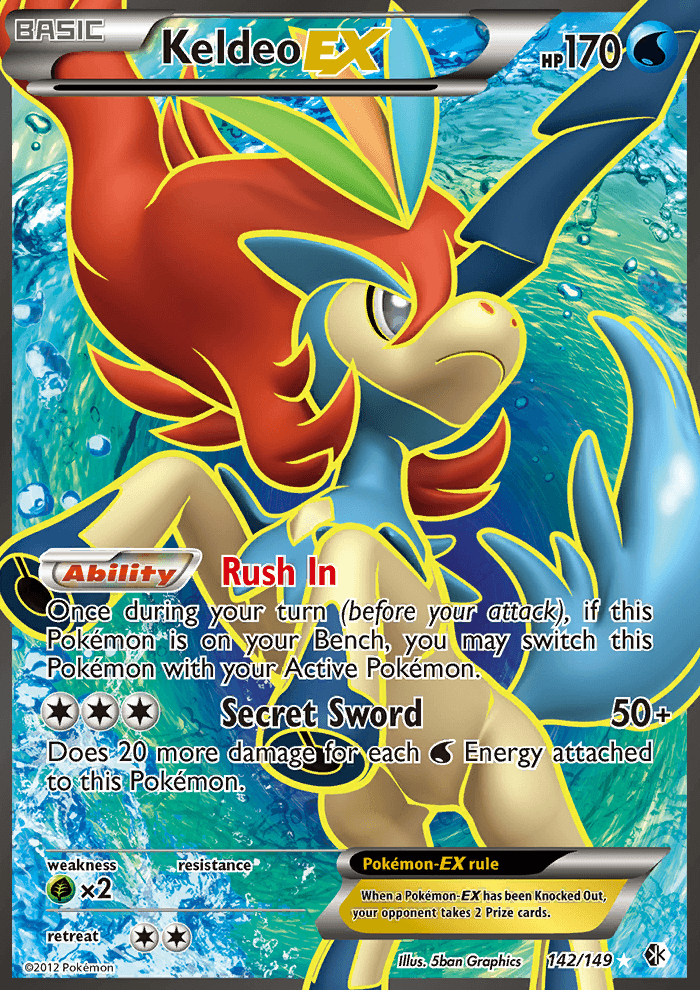 BASIC
Keldeo EX
HP170
Ability Rush In
Once during your turn (before your attack), if this
Pokémon is on your Bench, you may switch this
Pokémon with your Active Pokémon.
Secret Sword 50+
Does 20 more damage for each Energy attached
to this Pokémon.
weakness resistance
×2
retreat
Pokémon-EX rule
When a Pokémon-EX has been Knocked Out,
your opponent takes 2 Prize cards.
©2012 Pokémon
Illus. 5ban Graphics 142/149